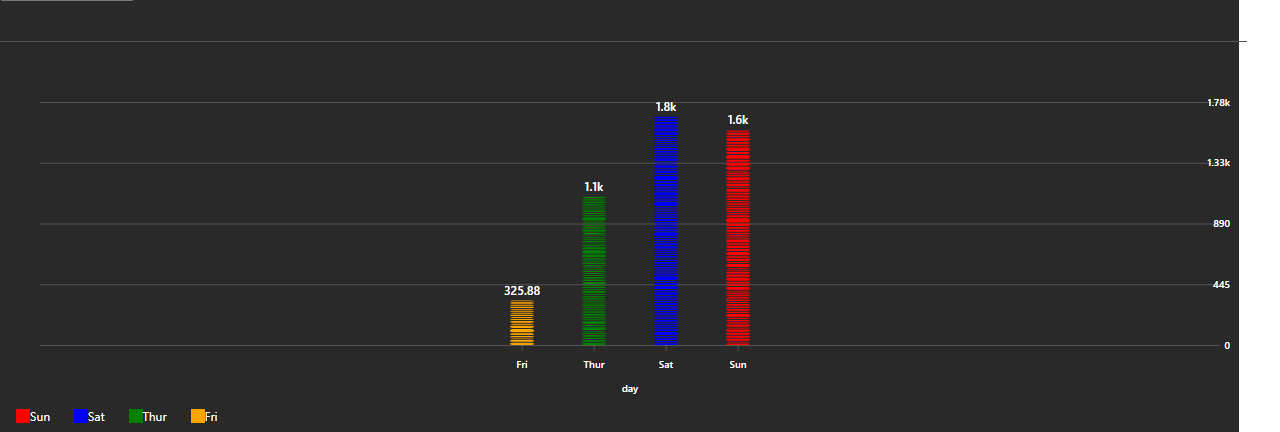 1.78k
1.8k
1.6k
1.33k
1.1k
890
325.88
445
0
Fri Thur Sat Sun
day
Sun Sat Thur Fri